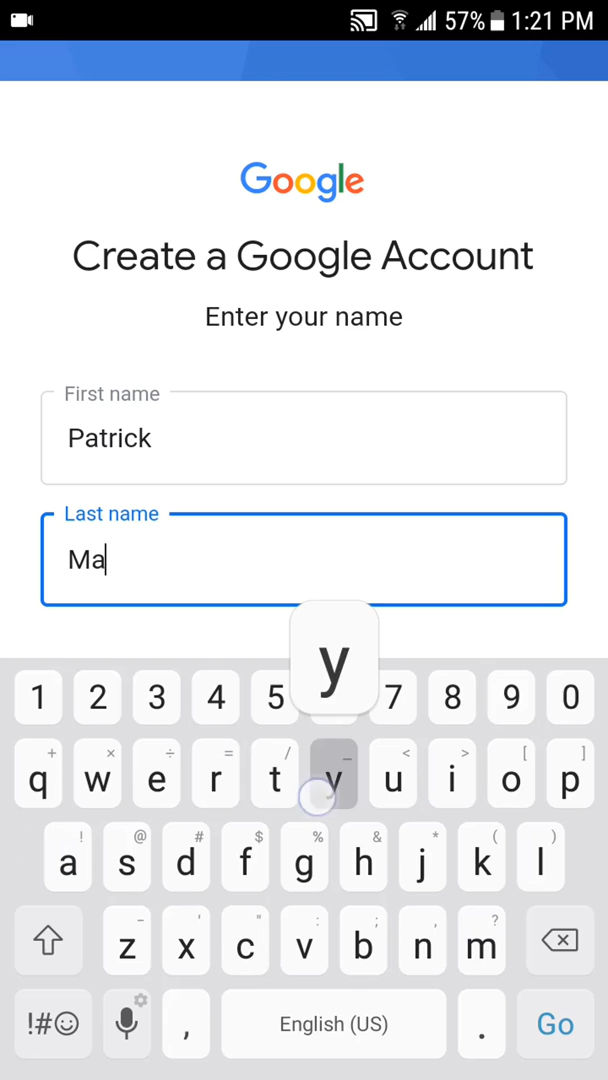 57% 1:21 PM
Google
Create a Google Account
Enter your name
First name
Patrick
Last name
Ma
y
1 2 3 4 5 7 8 9 0
+ × ÷ = / _ < > [ ]
q w e r t y u i o p
! @ # $ % & * ( )
a s d f g h j k l
- ' " : ; , ?
z x c v b n m
!#☺ , English (US) . Go